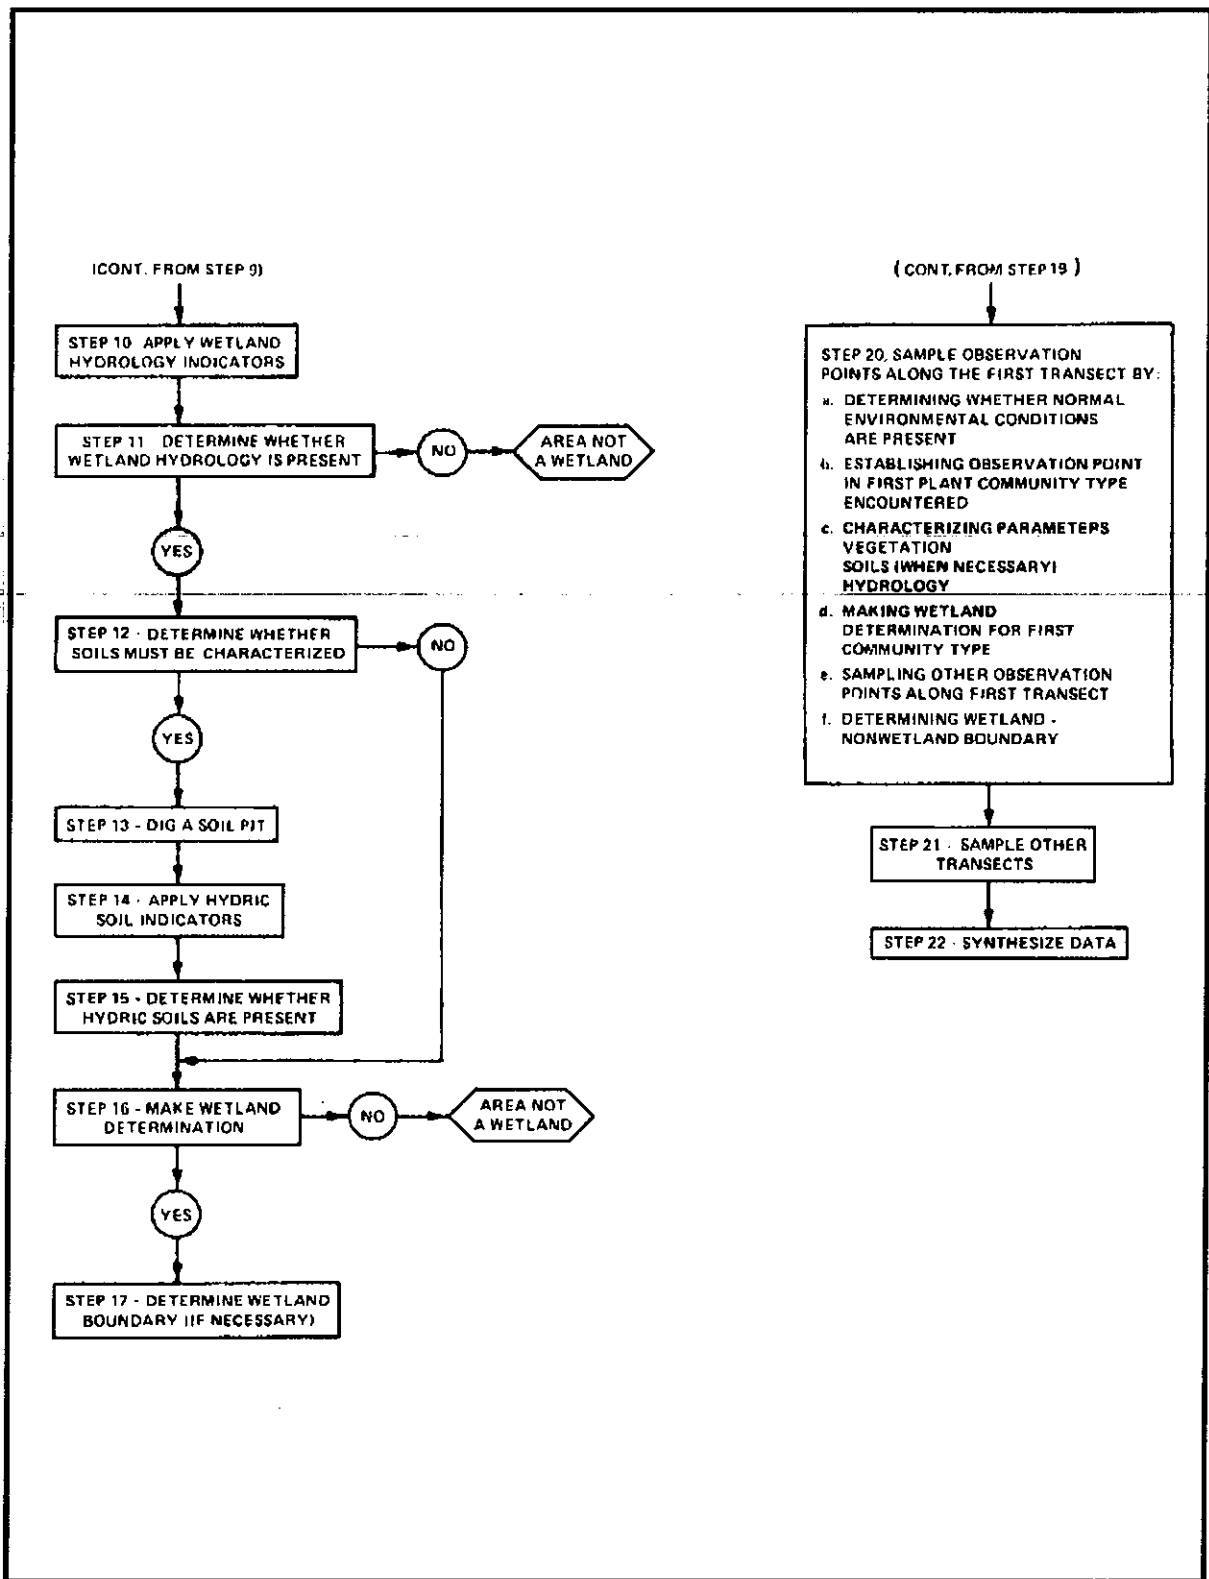 (CONT. FROM STEP 9)
STEP 10 APPLY WETLAND
HYDROLOGY INDICATORS
STEP 11 DETERMINE WHETHER
WETLAND HYDROLOGY IS PRESENT
NO
AREA NOT
A WETLAND
YES
STEP 12 - DETERMINE WHETHER
SOILS MUST BE CHARACTERIZED
NO
YES
STEP 13 - DIG A SOIL PIT
STEP 14 - APPLY HYDRIC
SOIL INDICATORS
STEP 15 - DETERMINE WHETHER
HYDRIC SOILS ARE PRESENT
STEP 16 - MAKE WETLAND
DETERMINATION
NO
AREA NOT
A WETLAND
YES
STEP 17 - DETERMINE WETLAND
BOUNDARY (IF NECESSARY)
(CONT. FROM STEP 19)
STEP 20, SAMPLE OBSERVATION
POINTS ALONG THE FIRST TRANSECT BY:
a. DETERMINING WHETHER NORMAL
ENVIRONMENTAL CONDITIONS
ARE PRESENT
b. ESTABLISHING OBSERVATION POINT
IN FIRST PLANT COMMUNITY TYPE
ENCOUNTERED
c. CHARACTERIZING PARAMETERS
VEGETATION
SOILS (WHEN NECESSARY)
HYDROLOGY
d. MAKING WETLAND
DETERMINATION FOR FIRST
COMMUNITY TYPE
e. SAMPLING OTHER OBSERVATION
POINTS ALONG FIRST TRANSECT
f. DETERMINING WETLAND -
NONWETLAND BOUNDARY
STEP 21 - SAMPLE OTHER
TRANSECTS
STEP 22 - SYNTHESIZE DATA